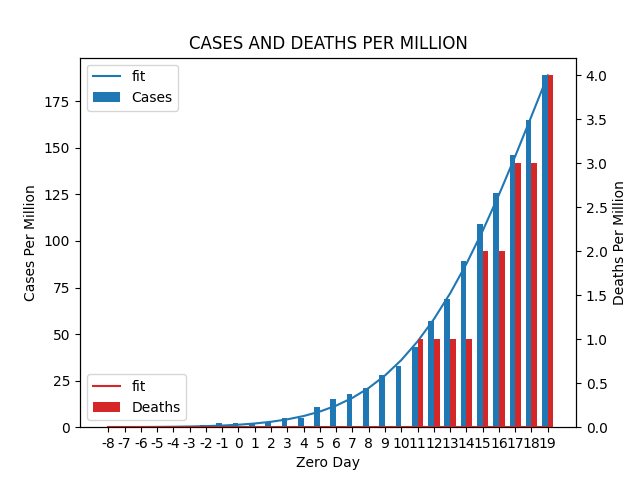 CASES AND DEATHS PER MILLION
fit
Cases
fit
Deaths
Cases Per Million
175
150
125
100
75
50
25
0
4.0
3.5
3.0
2.5
2.0
1.5
1.0
0.5
0.0
Deaths Per Million
-8 -7 -6 -5 -4 -3 -2 -1 0 1 2 3 4 5 6 7 8 9 10 11 12 13 14 15 16 17 18 19
Zero Day